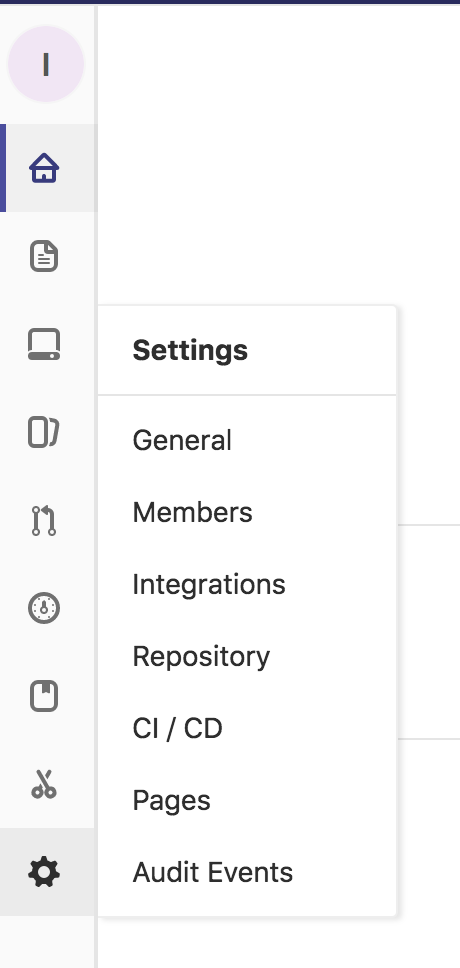 I
Settings
General
Members
Integrations
Repository
CI / CD
Pages
Audit Events